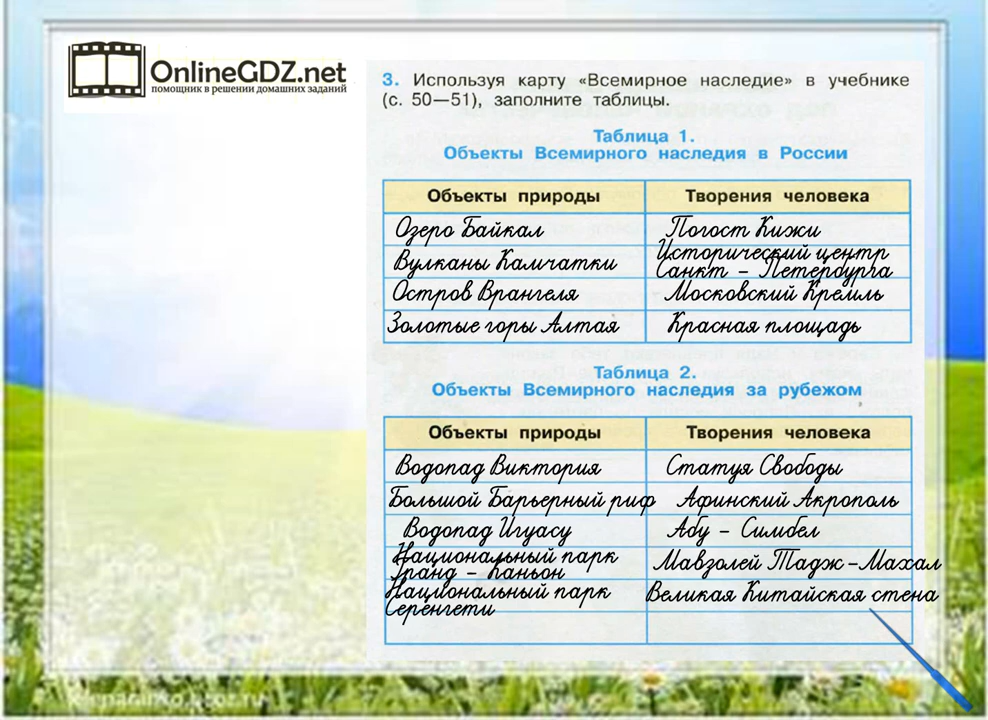 OnlineGDZ.net
помощник в решении домашних заданий
3. Используя карту «Всемирное наследие» в учебнике
(с. 50—51), заполните таблицы.
Таблица 1.
Объекты Всемирного наследия в России
Объекты природы Творения человека
Озеро Байкал Погост Кижи
Вулканы Камчатки Исторический центр
Санкт - Петербурга
Остров Врангеля Московский Кремль
Золотые горы Алтая Красная площадь
Таблица 2.
Объекты Всемирного наследия за рубежом
Объекты природы Творения человека
Водопад Виктория Статуя Свободы
Большой Барьерный риф Афинский Акрополь
Водопад Игуасу Абу - Симбел
Национальный парк
Гранд - Каньон Мавзолей Тадж-Махал
Национальный парк Великая Китайская стена
Серенгети